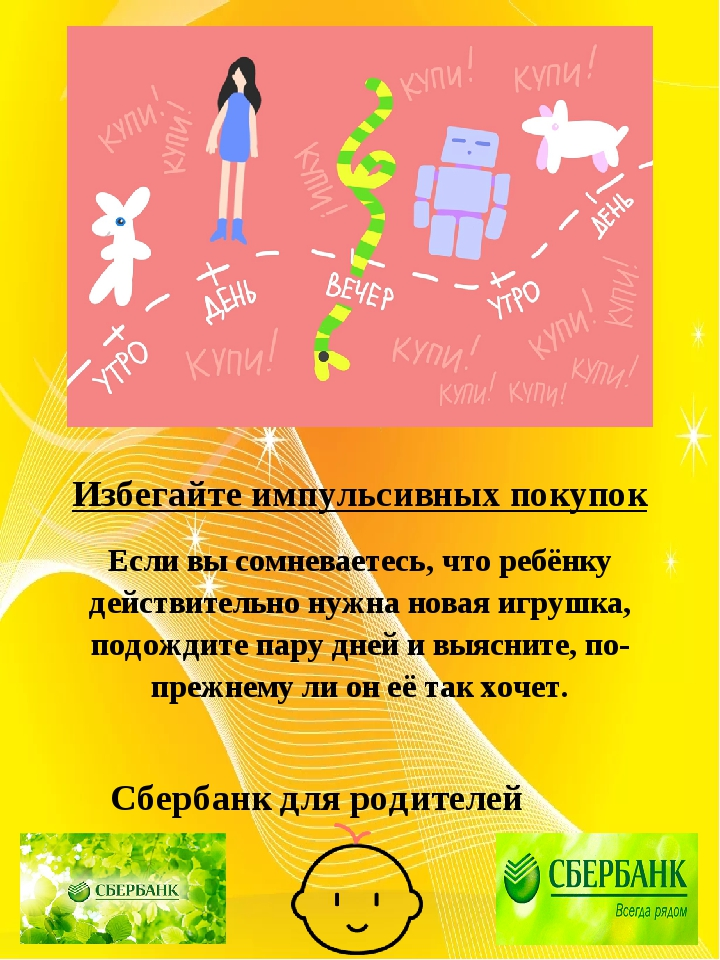 КУПИ!
КУПИ!
КУПИ!
КУПИ!
КУПИ!
УТРО
ДЕНЬ
ВЕЧЕР
УТРО
ДЕНЬ
КУПИ!
КУПИ!
КУПИ!
КУПИ!
КУПИ!
КУПИ!
КУПИ!
Избегайте импульсивных покупок
Если вы сомневаетесь, что ребёнку
действительно нужна новая игрушка,
подождите пару дней и выясните, по-
прежнему ли он её так хочет.
Сбербанк для родителей
СБЕРБАНК
СБЕРБАНК
Всегда рядом